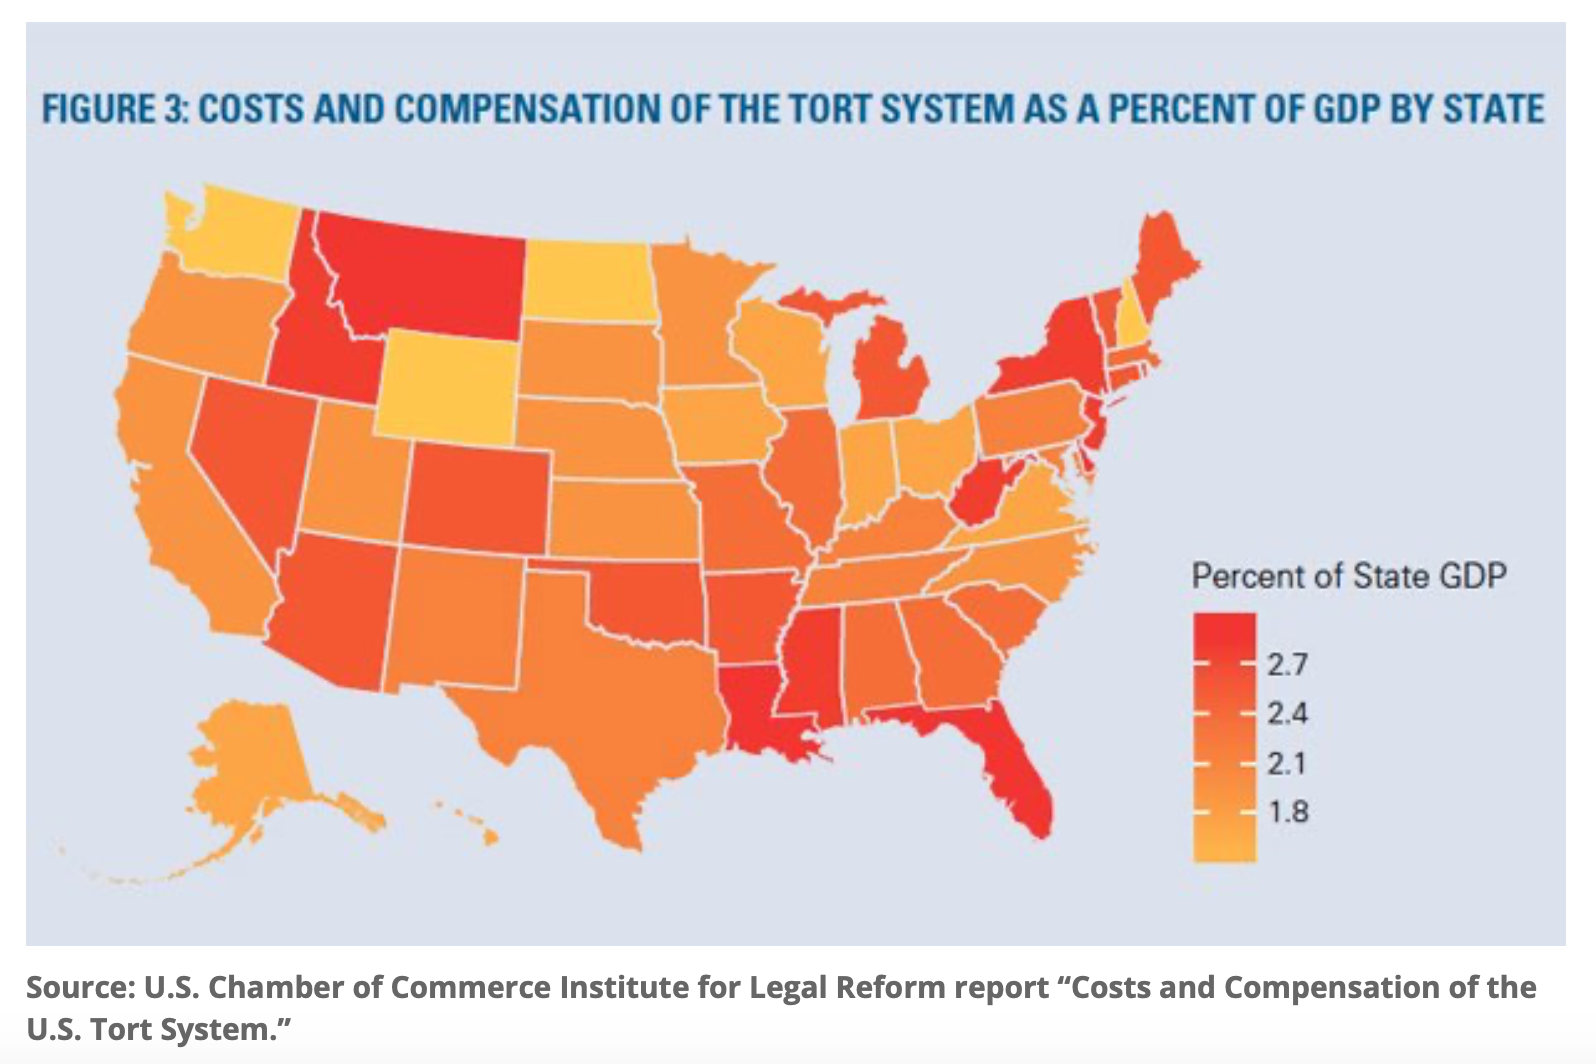 FIGURE 3: COSTS AND COMPENSATION OF THE TORT SYSTEM AS A PERCENT OF GDP BY STATE
Percent of State GDP
2.7
2.4
2.1
1.8
Source: U.S. Chamber of Commerce Institute for Legal Reform report “Costs and Compensation of the
U.S. Tort System.”